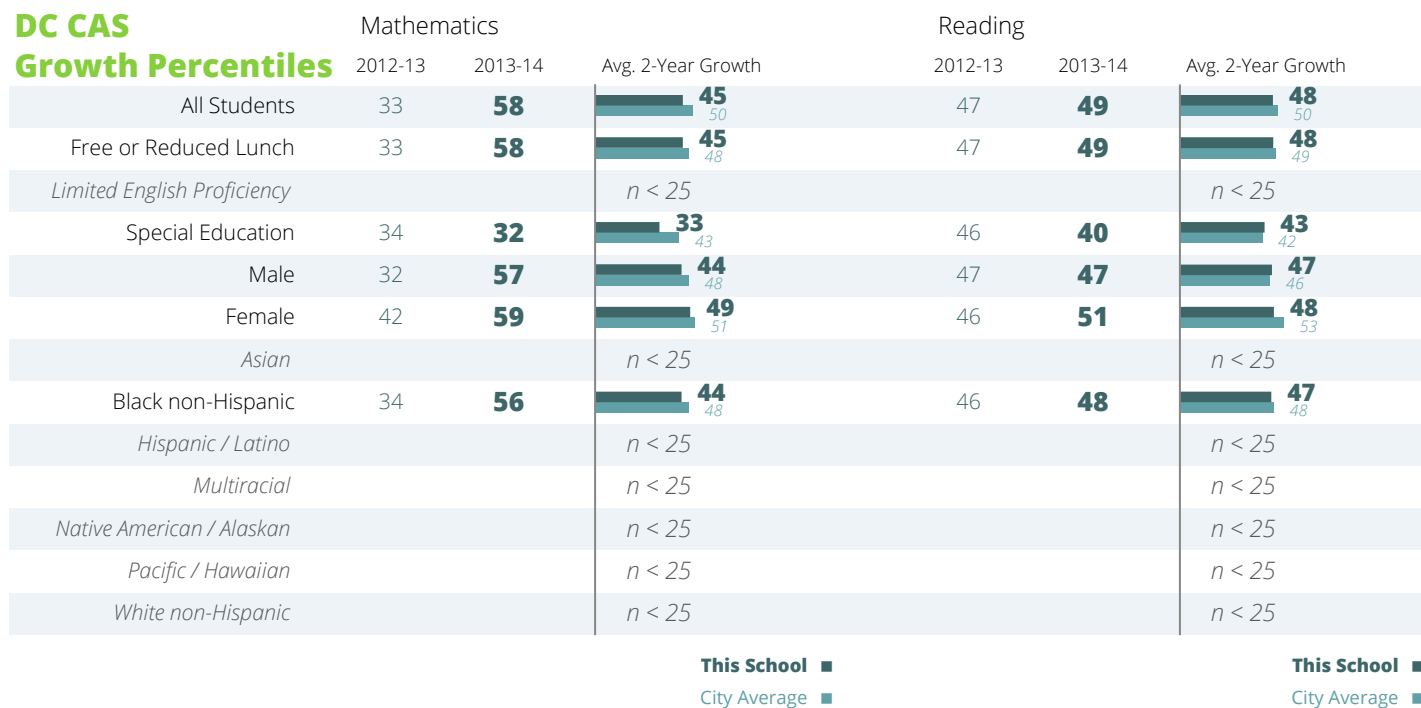 DC CAS
Growth Percentiles
Mathematics
Reading
2012-13 2013-14 Avg. 2-Year Growth 2012-13 2013-14 Avg. 2-Year Growth
All Students 33 58 45 50 47 49 48 50
Free or Reduced Lunch 33 58 45 48 47 49 48 49
Limited English Proficiency n < 25 n < 25
Special Education 34 32 33 43 46 40 43 42
Male 32 57 44 48 47 47 47 46
Female 42 59 49 51 46 51 48 53
Asian n < 25 n < 25
Black non-Hispanic 34 56 44 48 46 48 47 48
Hispanic / Latino n < 25 n < 25
Multiracial n < 25 n < 25
Native American / Alaskan n < 25 n < 25
Pacific / Hawaiian n < 25 n < 25
White non-Hispanic n < 25 n < 25
This School This School
City Average City Average